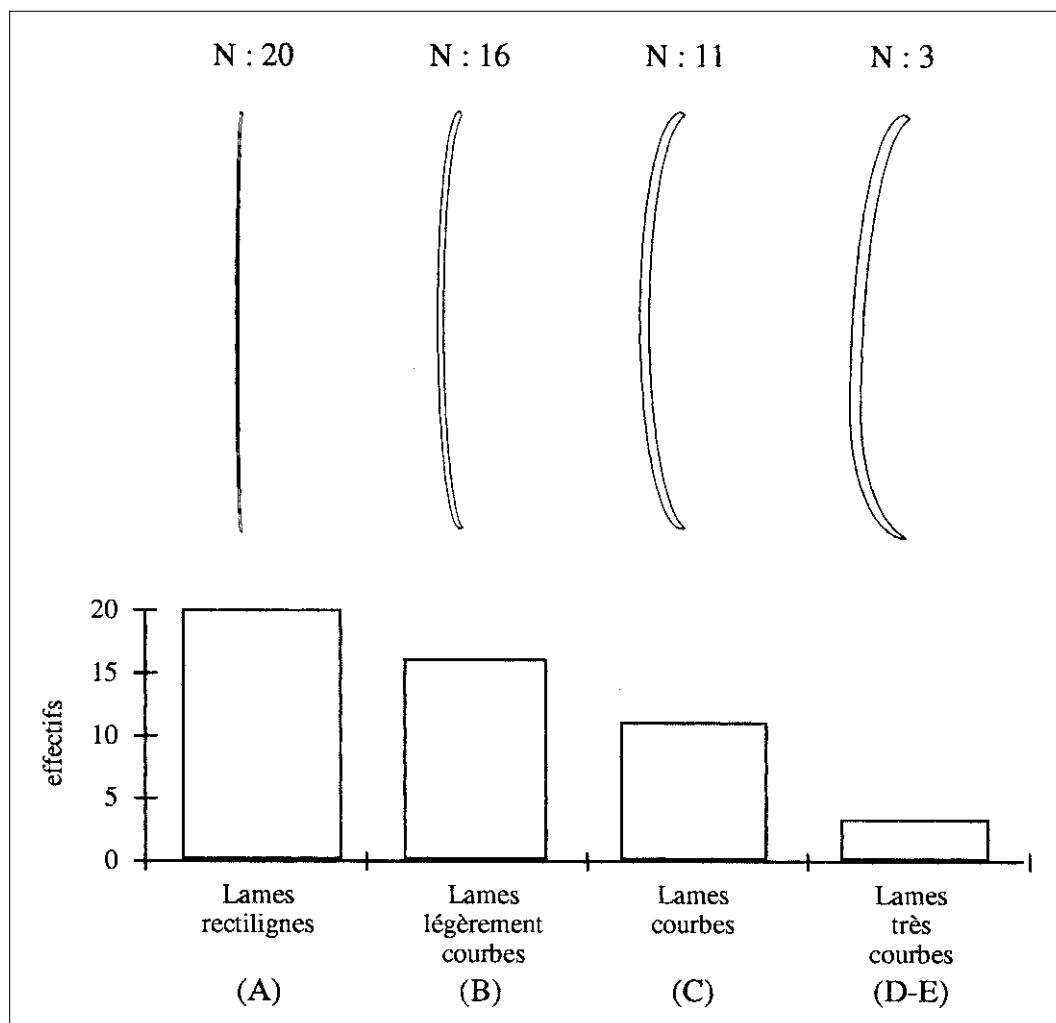 N : 20
N : 16
N : 11
N : 3
20
15
10
5
0
effectifs
Lames
rectilignes
(A)
Lames
légèrement
courbes
(B)
Lames
courbes
(C)
Lames
très
courbes
(D-E)